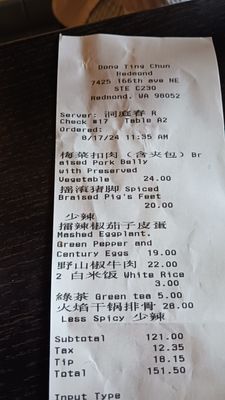 Dong Ting Chun
Redmond
7425 166th ave NE
STE C230
Redmond, WA 98052
Server: 洞庭春 R
Check #17 Table A2
Ordered:
8/17/24 11:35 AM
梅菜扣肉（含夹包) Br
aised Pork Belly
with Preserved
Vegetable 24.00
擂滚猪脚 Spiced
Braised Pig's Feet
20.00
少辣
擂辣椒茄子皮蛋
Mashed Eggplant,
Green Pepper and
Century Eggs 19.00
野山椒牛肉 22.00
2 白米饭 White Rice
3.00
綠茶 Green tea 5.00
火焰干锅排骨 28.00
Less Spicy 少辣
Subtotal 121.00
Tax 12.35
Tip 18.15
Total 151.50
Input Type